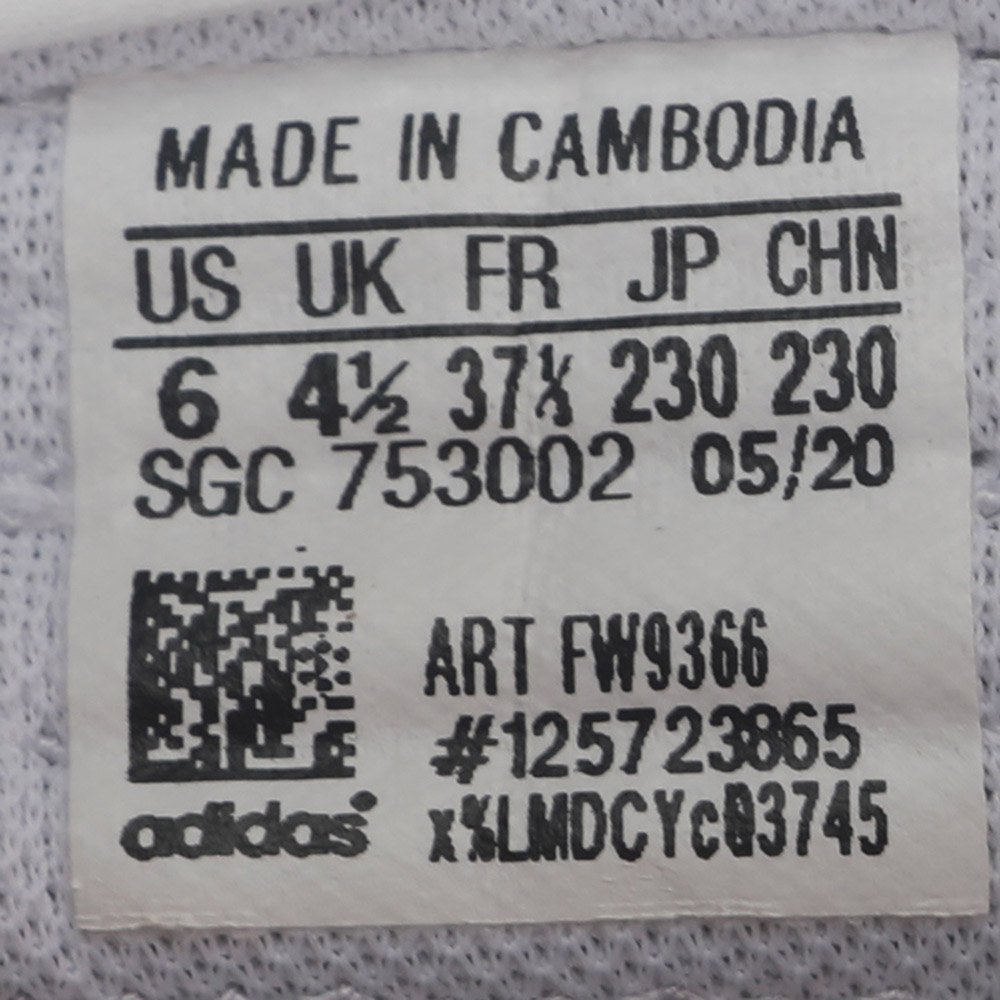 MADE IN CAMBODIA
US UK FR JP CHN
6 4½ 37⅓ 230 230
SGC 753002 05/20
ART FW9366
#125723865
adidas